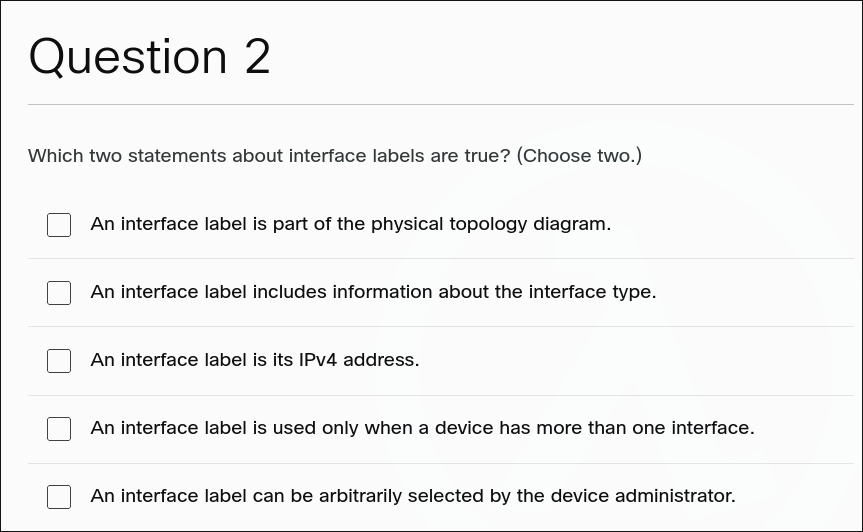 Question 2
Which two statements about interface labels are true? (Choose two.)
An interface label is part of the physical topology diagram.
An interface label includes information about the interface type.
An interface label is its IPv4 address.
An interface label is used only when a device has more than one interface.
An interface label can be arbitrarily selected by the device administrator.